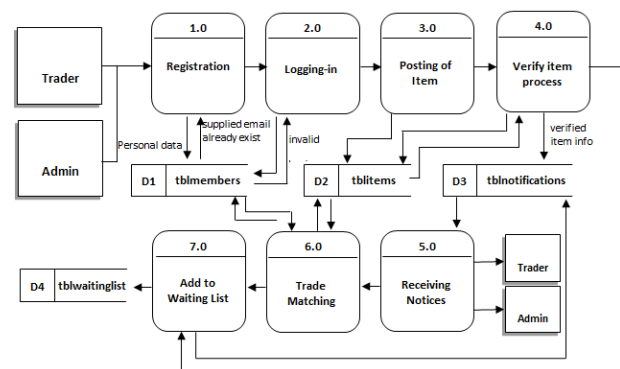 1.0
2.0
3.0
4.0
Trader
Registration
Logging-in
Posting of
Item
Verify item
process
Admin
Personal data
supplied email
already exist
invalid
verified
item info
D1
tblmembers
D2
tblitems
D3
tblnotifications
7.0
6.0
5.0
D4
tblwaitinglist
Add to
Waiting List
Trade
Matching
Receiving
Notices
Trader
Admin